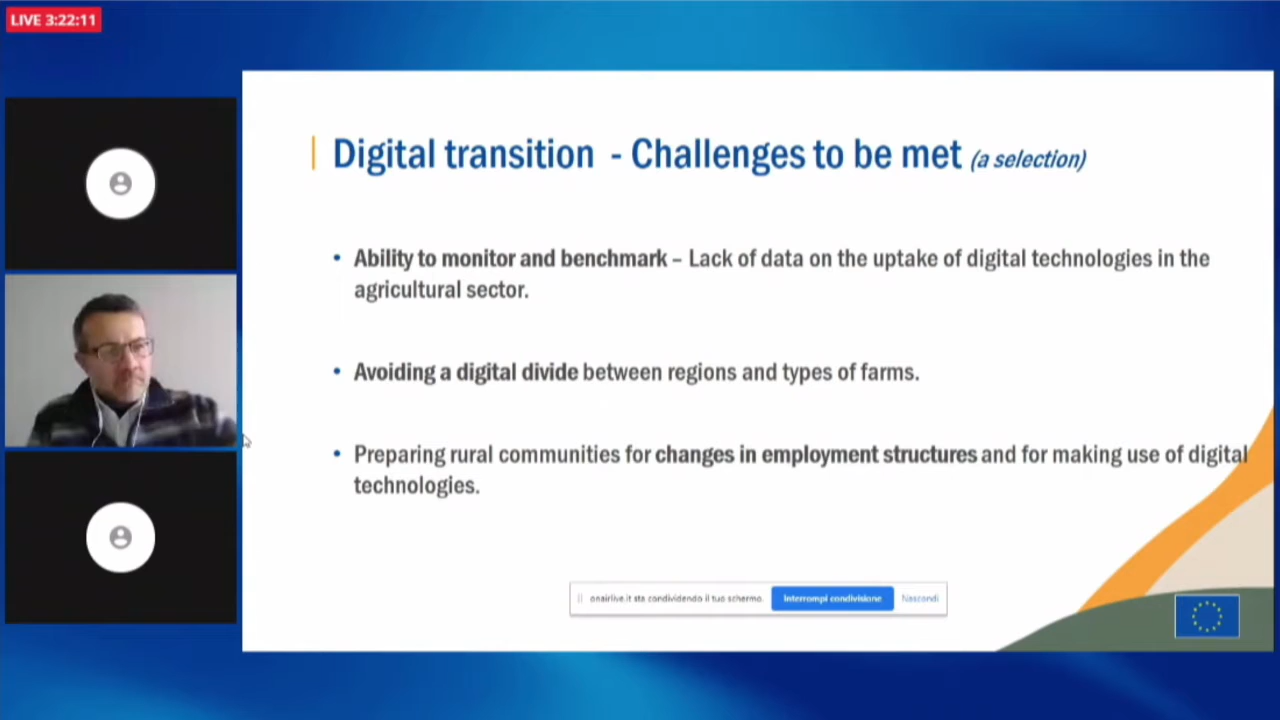 LIVE 3:22:11
Digital transition - Challenges to be met (a selection)
• Ability to monitor and benchmark – Lack of data on the uptake of digital technologies in the
agricultural sector.
• Avoiding a digital divide between regions and types of farms.
• Preparing rural communities for changes in employment structures and for making use of digital
technologies.
onairlive.it sta condividendo il tuo schermo. Interrompi condivisione Nascondi